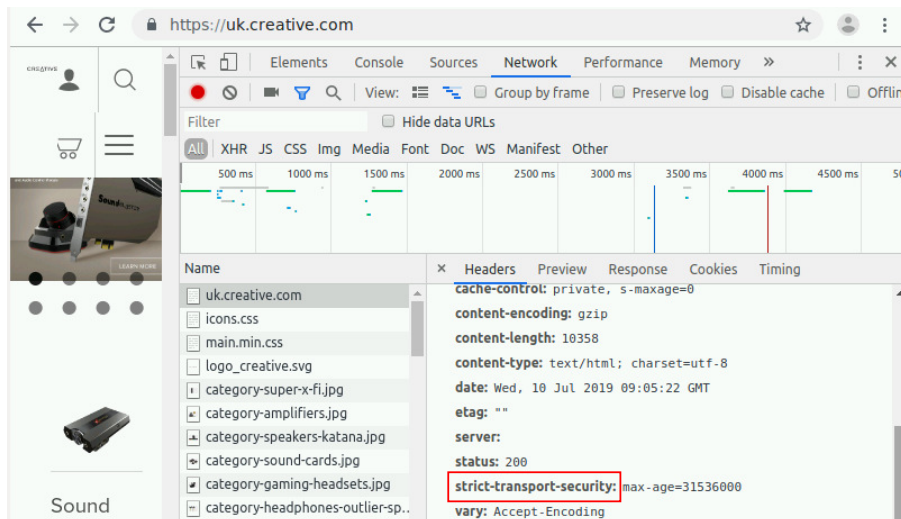 https://uk.creative.com
CREATIVE
Elements Console Sources Network Performance Memory »
View: Group by frame Preserve log Disable cache Offlin
Filter Hide data URLs
All XHR JS CSS Img Media Font Doc WS Manifest Other
500 ms 1000 ms 1500 ms 2000 ms 2500 ms 3000 ms 3500 ms 4000 ms 4500 ms 50
LEARN MORE
Name
uk.creative.com
icons.css
main.min.css
logo_creative.svg
category-super-x-fi.jpg
category-amplifiers.jpg
category-speakers-katana.jpg
category-sound-cards.jpg
category-gaming-headsets.jpg
category-headphones-outlier-sp..
× Headers Preview Response Cookies Timing
cache-control: private, s-maxage=0
content-encoding: gzip
content-length: 10358
content-type: text/html; charset=utf-8
date: Wed, 10 Jul 2019 09:05:22 GMT
etag: ""
server:
status: 200
strict-transport-security: max-age=31536000
vary: Accept-Encoding
Sound